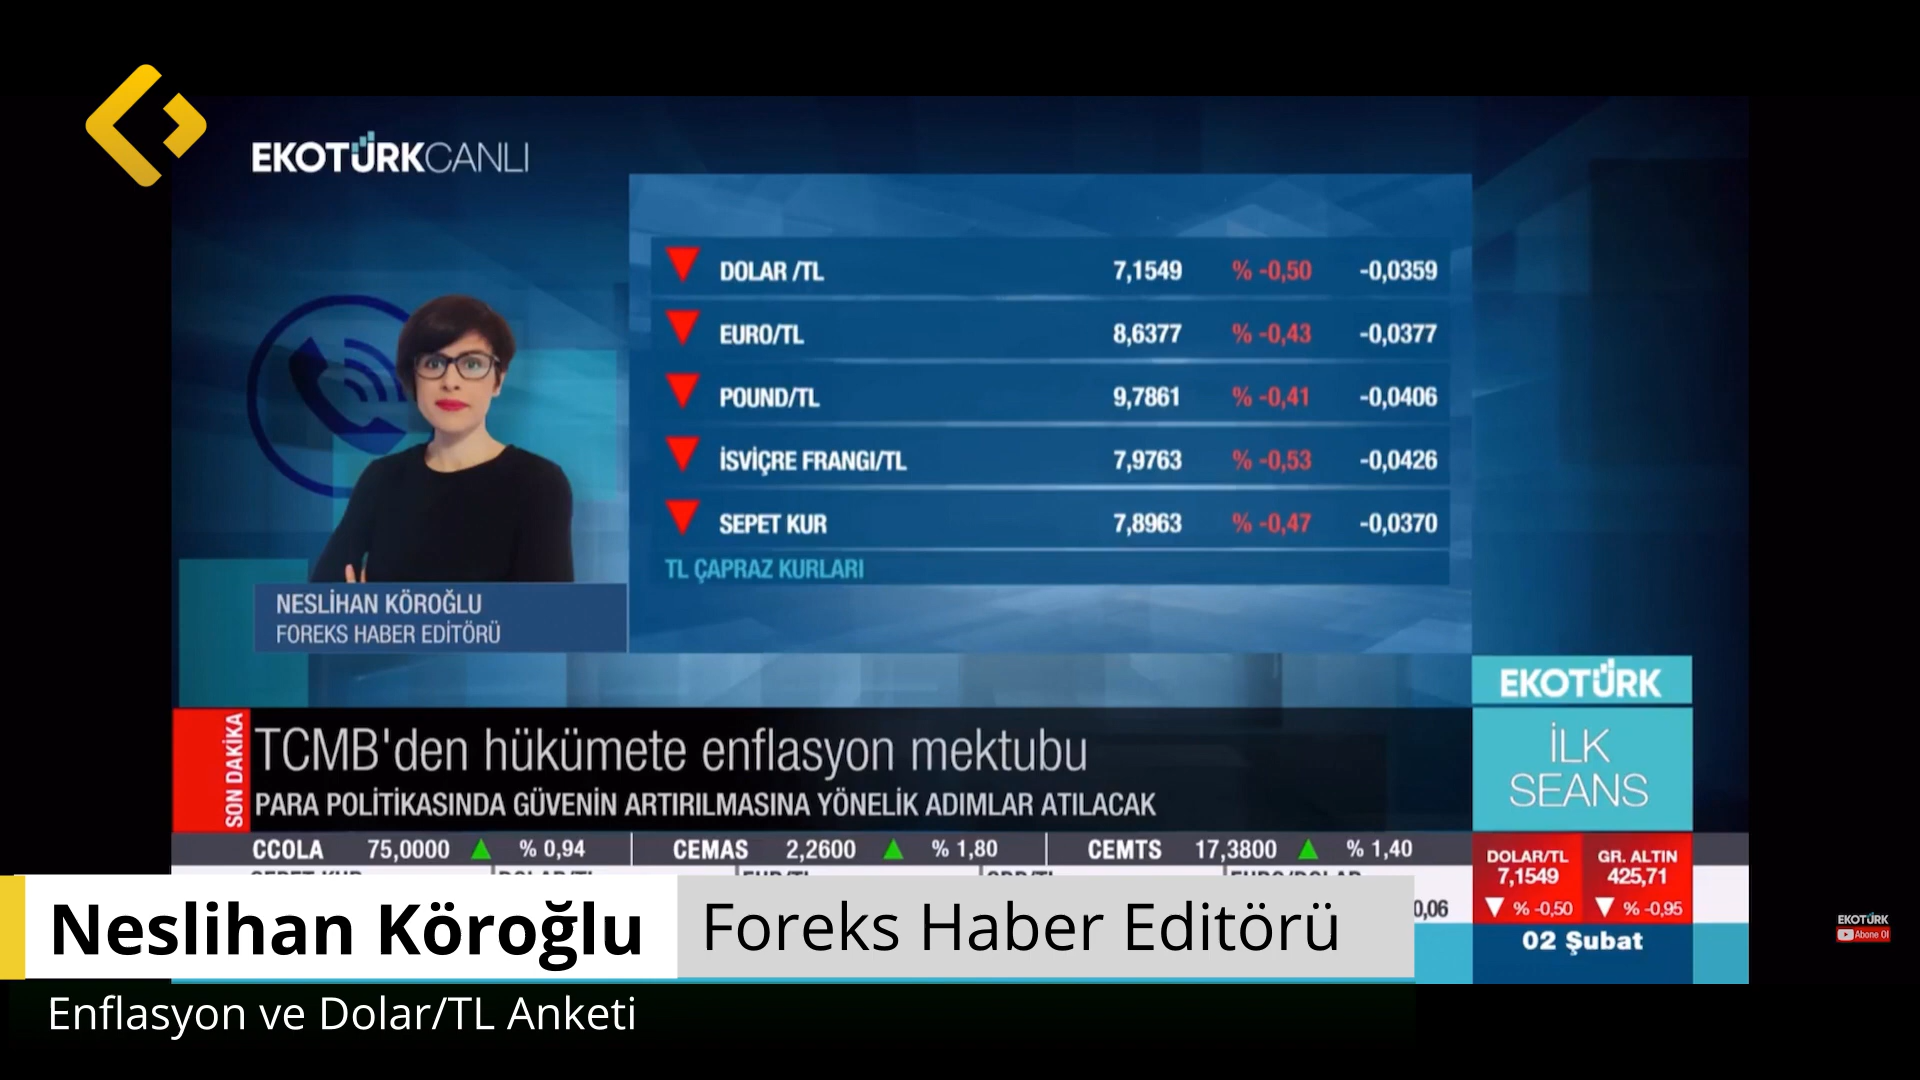 EKOTÜRKCANLI
DOLAR /TL 7,1549 % -0,50 -0,0359
EURO/TL 8,6377 % -0,43 -0,0377
POUND/TL 9,7861 % -0,41 -0,0406
İSVİÇRE FRANGI/TL 7,9763 % -0,53 -0,0426
SEPET KUR 7,8963 % -0,47 -0,0370
TL ÇAPRAZ KURLARI
NESLİHAN KÖROĞLU
FOREKS HABER EDİTÖRÜ
EKOTÜRK
İLK
SEANS
SON DAKİKA
TCMB'den hükümete enflasyon mektubu
PARA POLİTİKASINDA GÜVENİN ARTIRILMASINA YÖNELİK ADIMLAR ATILACAK
CCOLA 75,0000 % 0,94 CEMAS 2,2600 % 1,80 CEMTS 17,3800 % 1,40
DOLAR/TL GR. ALTIN
7,1549 425,71
% -0,50 % -0,95
02 Şubat
Neslihan Köroğlu Foreks Haber Editörü
Enflasyon ve Dolar/TL Anketi
EKOTÜRK
Abone Ol